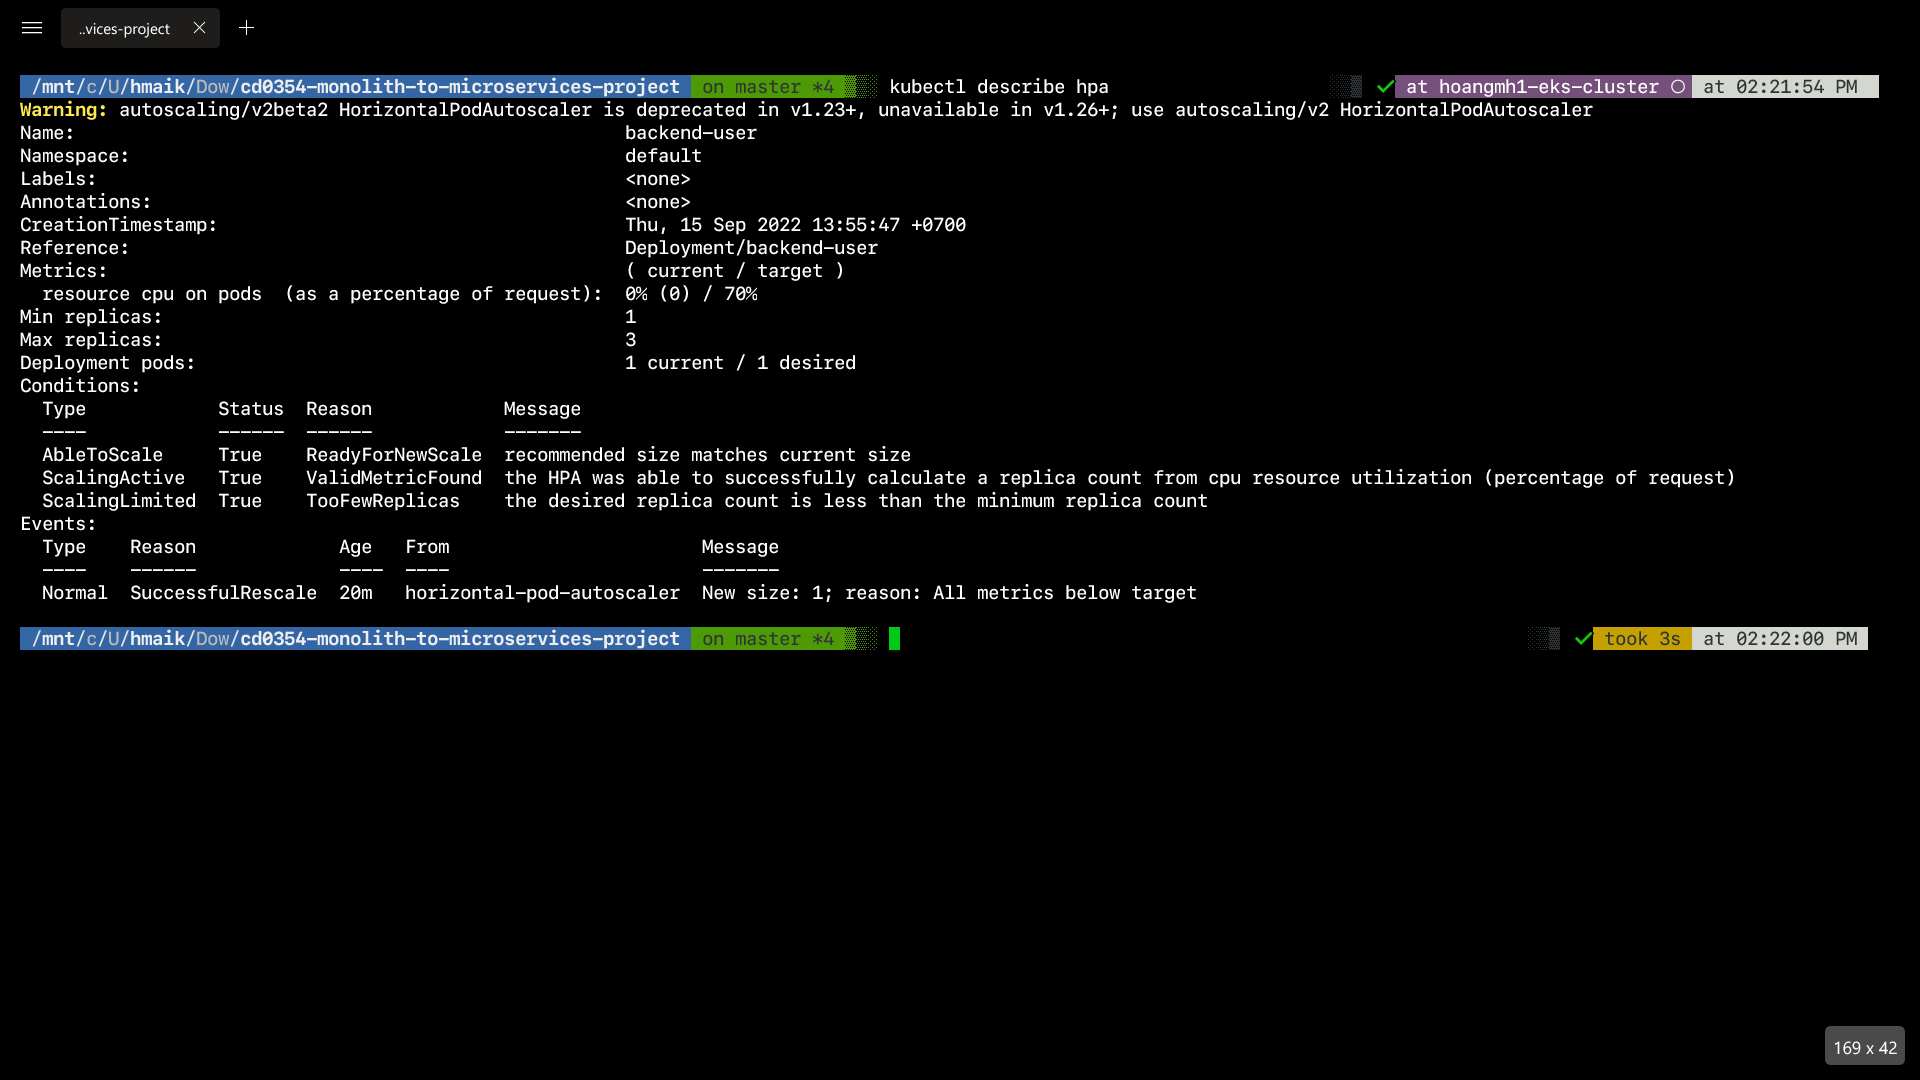 ..vices-project
/mnt/c/U/hmaik/Dow/cd0354-monolith-to-microservices-project on master *4 kubectl describe hpa ✓ at hoangmh1-eks-cluster at 02:21:54 PM
Warning: autoscaling/v2beta2 HorizontalPodAutoscaler is deprecated in v1.23+, unavailable in v1.26+; use autoscaling/v2 HorizontalPodAutoscaler
Name: backend-user
Namespace: default
Labels: <none>
Annotations: <none>
CreationTimestamp: Thu, 15 Sep 2022 13:55:47 +0700
Reference: Deployment/backend-user
Metrics: ( current / target )
  resource cpu on pods  (as a percentage of request):  0% (0) / 70%
Min replicas: 1
Max replicas: 3
Deployment pods: 1 current / 1 desired
Conditions:
  Type            Status  Reason            Message
  ----            ------  ------            -------
  AbleToScale     True    ReadyForNewScale  recommended size matches current size
  ScalingActive   True    ValidMetricFound  the HPA was able to successfully calculate a replica count from cpu resource utilization (percentage of request)
  ScalingLimited  True    TooFewReplicas    the desired replica count is less than the minimum replica count
Events:
  Type    Reason             Age   From                       Message
  ----    ------             ----  ----                       -------
  Normal  SuccessfulRescale  20m   horizontal-pod-autoscaler  New size: 1; reason: All metrics below target
/mnt/c/U/hmaik/Dow/cd0354-monolith-to-microservices-project on master *4 ✓ took 3s at 02:22:00 PM
169 x 42